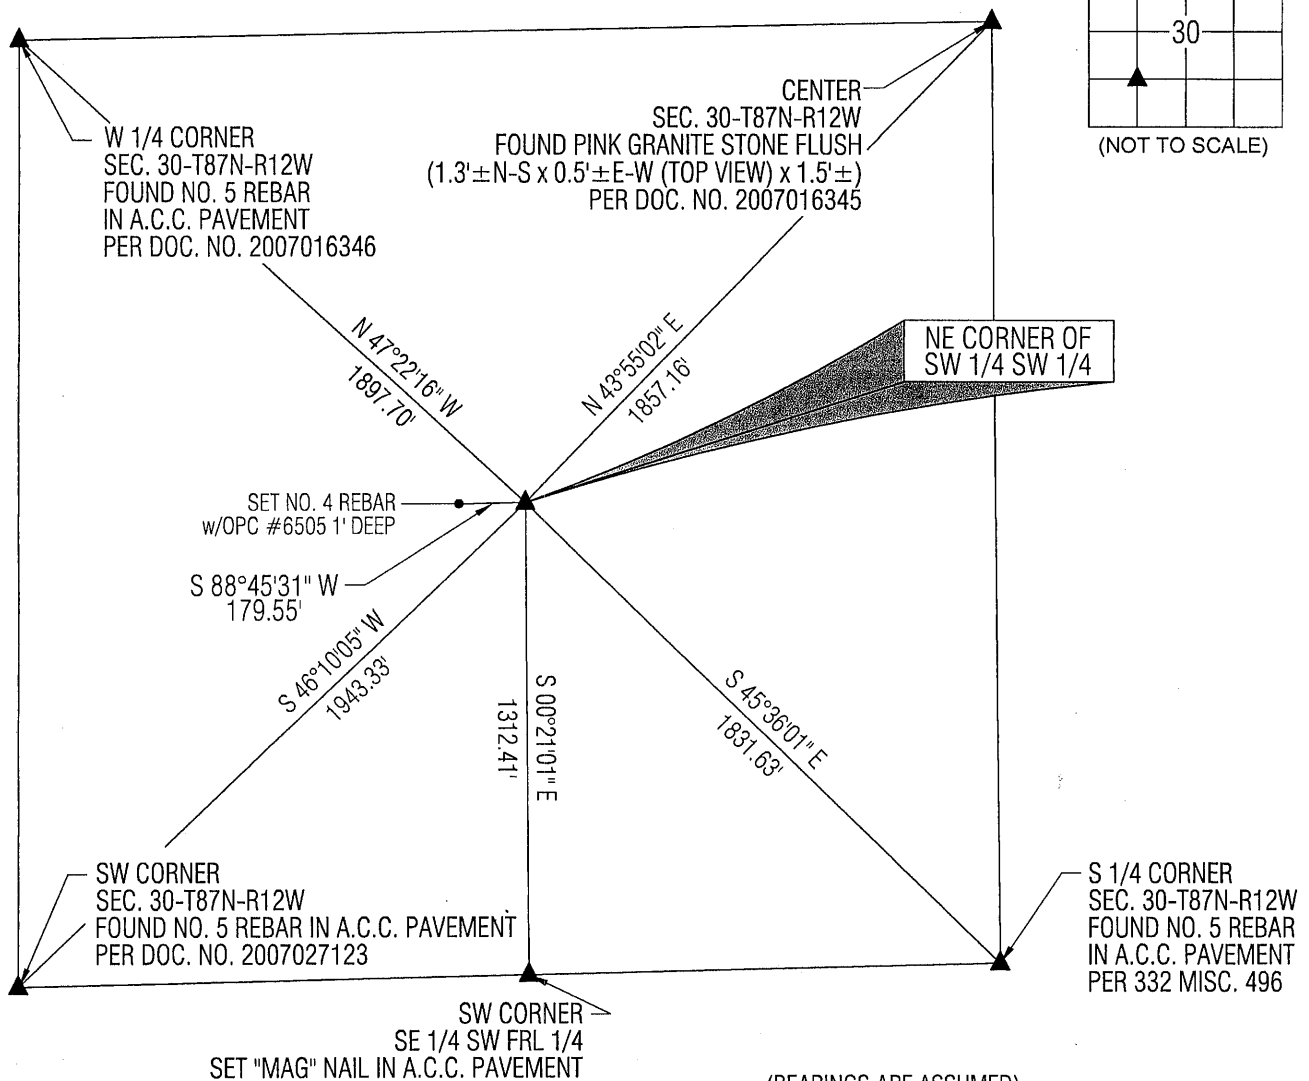 30
(NOT TO SCALE)
W 1/4 CORNER
SEC. 30-T87N-R12W
FOUND NO. 5 REBAR
IN A.C.C. PAVEMENT
PER DOC. NO. 2007016346
CENTER
SEC. 30-T87N-R12W
FOUND PINK GRANITE STONE FLUSH
(1.3'±N-S x 0.5'±E-W (TOP VIEW) x 1.5'±)
PER DOC. NO. 2007016345
N 47°22'16" W
1897.70'
N 43°55'02" E
1857.16'
NE CORNER OF
SW 1/4 SW 1/4
SET NO. 4 REBAR
w/OPC #6505 1' DEEP
S 88°45'31" W
179.55'
S 46°10'05" W
1943.33'
S 00°21'01" E
1312.41'
S 45°36'01" E
1831.63'
SW CORNER
SEC. 30-T87N-R12W
FOUND NO. 5 REBAR IN A.C.C. PAVEMENT
PER DOC. NO. 2007027123
S 1/4 CORNER
SEC. 30-T87N-R12W
FOUND NO. 5 REBAR
IN A.C.C. PAVEMENT
PER 332 MISC. 496
SW CORNER
SE 1/4 SW FRL 1/4
SET "MAG" NAIL IN A.C.C. PAVEMENT
(BEARINGS ARE ASSUMED)